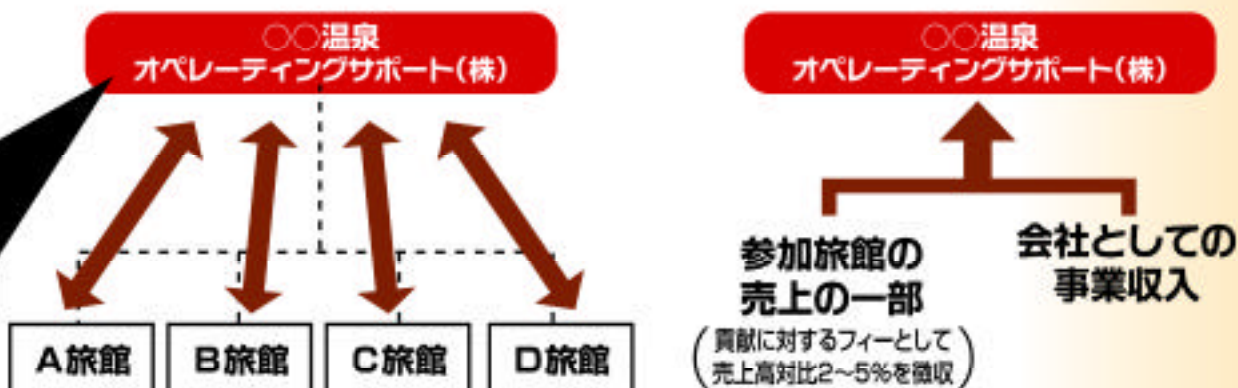 ○○温泉
オペレーティングサポート(株)
A旅館
B旅館
C旅館
D旅館
○○温泉
オペレーティングサポート(株)
参加旅館の
売上の一部
(貢献に対するフィーとして
売上高対比2〜5%を徴収)
会社としての
事業収入